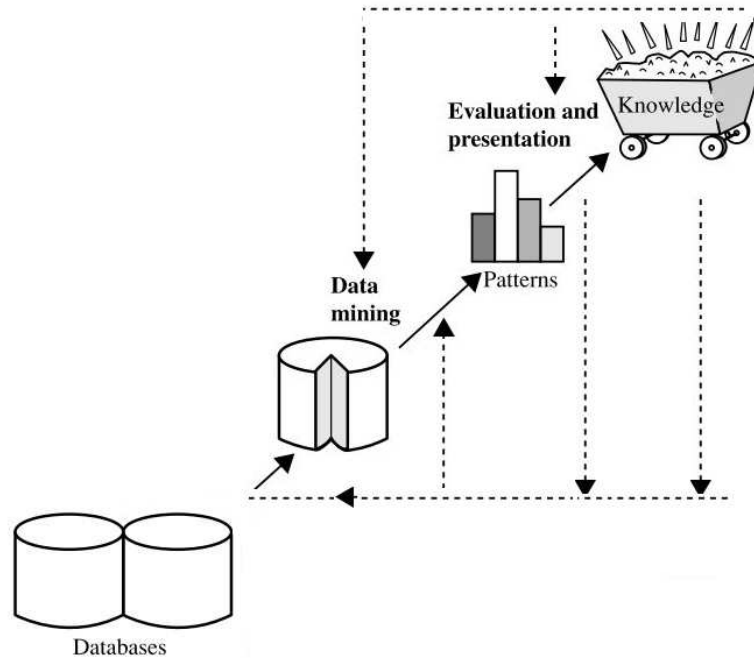 Knowledge
Evaluation and
presentation
Patterns
Data
mining
Databases